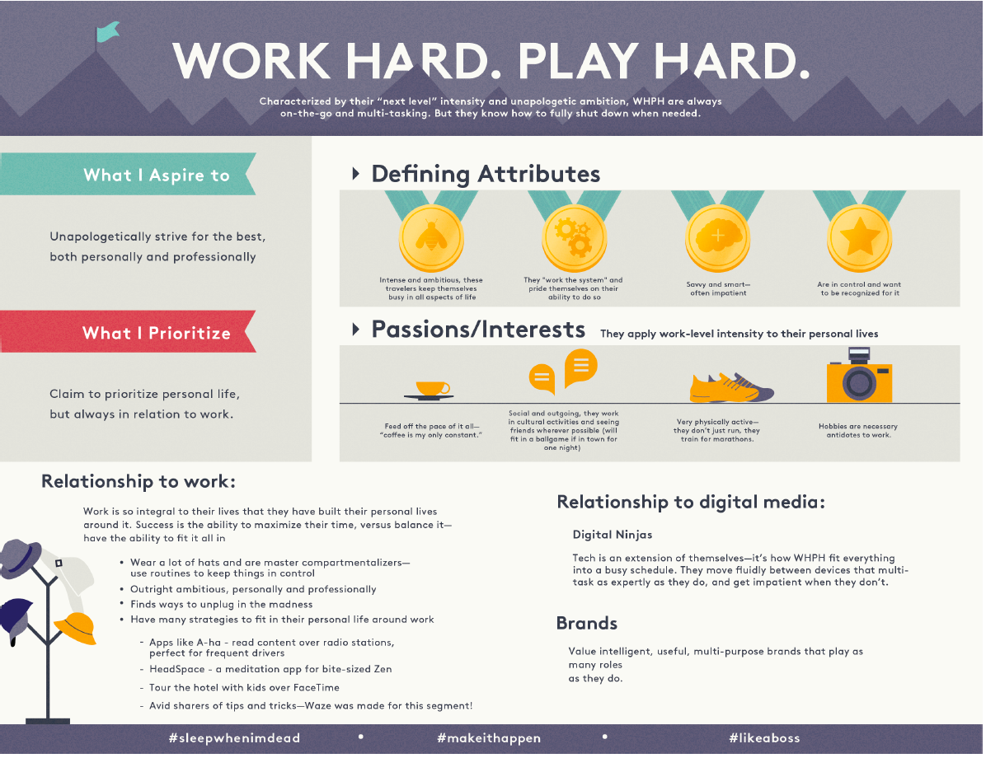 WORK HARD. PLAY HARD.
Characterized by their “next level” intensity and unapologetic ambition, WHPH are always
on-the-go and multi-tasking. But they know how to fully shut down when needed.
What I Aspire to
Unapologetically strive for the best,
both personally and professionally
What I Prioritize
Claim to prioritize personal life,
but always in relation to work.
Defining Attributes
Intense and ambitious, these
travelers keep themselves
busy in all aspects of life
They "work the system" and
pride themselves on their
ability to do so
Savvy and smart—
often impatient
Are in control and want
to be recognized for it
Passions/Interests They apply work-level intensity to their personal lives
Feed off the pace of it all—
“coffee is my only constant.”
Social and outgoing, they work
in cultural activities and seeing
friends wherever possible (will
fit in a ballgame if in town for
one night)
Very physically active—
they don’t just run, they
train for marathons.
Hobbies are necessary
antidotes to work.
Relationship to work:
Work is so integral to their lives that they have built their personal lives
around it. Success is the ability to maximize their time, versus balance it—
have the ability to fit it all in
• Wear a lot of hats and are master compartmentalizers—
use routines to keep things in control
• Outright ambitious, personally and professionally
• Finds ways to unplug in the madness
• Have many strategies to fit in their personal life around work
- Apps like A-ha - read content over radio stations,
perfect for frequent drivers
- HeadSpace - a meditation app for bite-sized Zen
- Tour the hotel with kids over FaceTime
- Avid sharers of tips and tricks—Waze was made for this segment!
Relationship to digital media:
Digital Ninjas
Tech is an extension of themselves—it’s how WHPH fit everything
into a busy schedule. They move fluidly between devices that multi-
task as expertly as they do, and get impatient when they don’t.
Brands
Value intelligent, useful, multi-purpose brands that play as
many roles
as they do.
#sleepwhenimdead • #makeithappen • #likeaboss